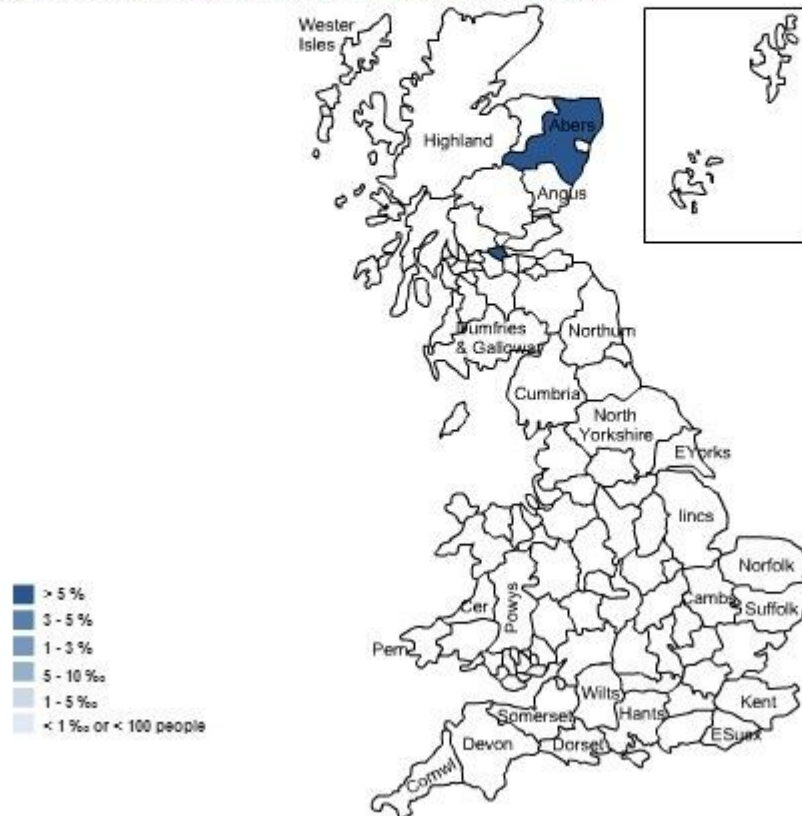 Wester
Isles
Highland
Abers
Angus
Dumfries
& Galloway
Northum
Cumbria
North
Yorkshire
EYorks
lincs
Norfolk
Cer
Powys
Cambs
Suffolk
Pem
Wilts
Kent
Somerset
Hants
ESusx
Devon
Dorset
Cornwl
> 5 %
3 - 5 %
1 - 3 %
5 - 10 ‰
1 - 5 ‰
< 1 ‰ or < 100 people